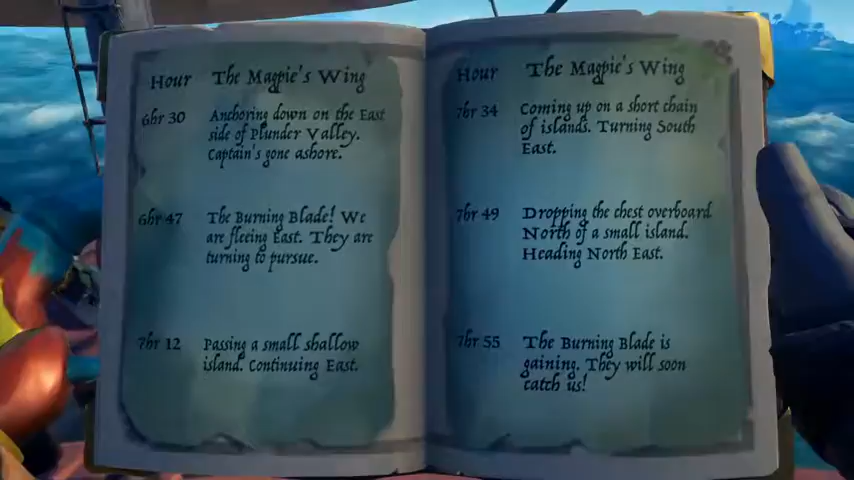 Hour The Magpie's Wing
6hr 30 Anchoring down on the East
side of Plunder Valley.
Captain's gone ashore.
6hr 47 The Burning Blade! We
are fleeing East. They are
turning to pursue.
7hr 12 Passing a small shallow
island. Continuing East.
Hour The Magpie's Wing
7hr 34 Coming up on a short chain
of islands. Turning South
East.
7hr 49 Dropping the chest overboard
North of a small island.
Heading North East.
7hr 55 The Burning Blade is
gaining. They will soon
catch us!